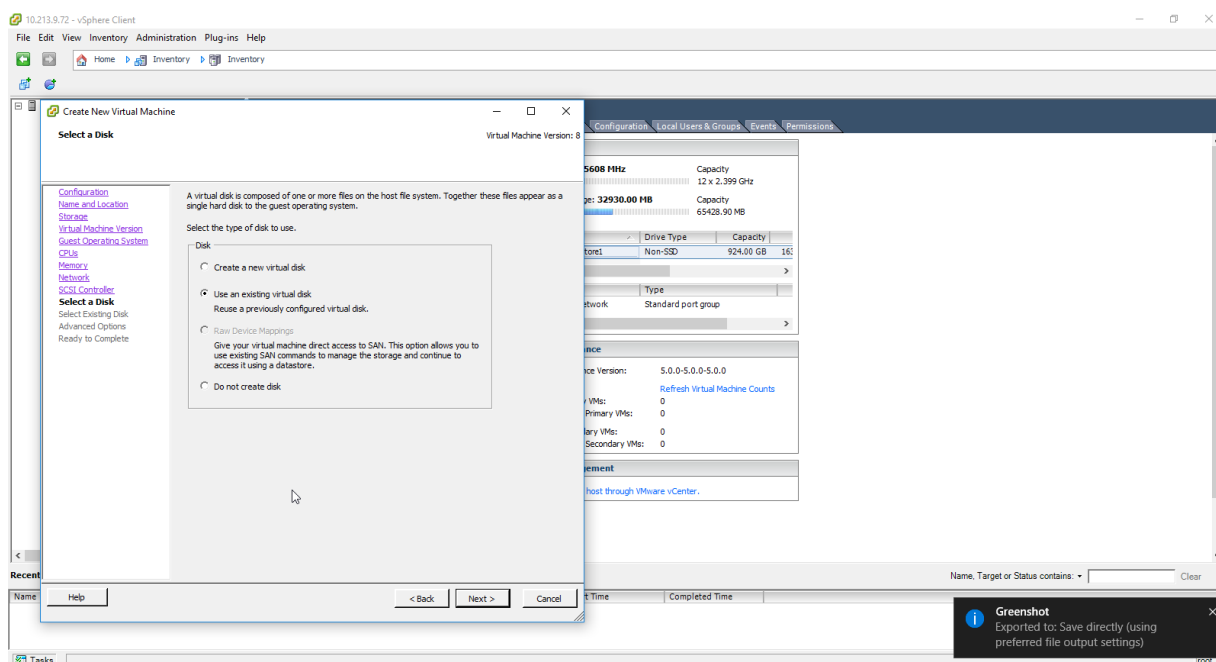 10.213.9.72 - vSphere Client
File Edit View Inventory Administration Plug-ins Help
Home Inventory Inventory
Create New Virtual Machine
Select a Disk
Virtual Machine Version: 8
Configuration
Name and Location
Storage
Virtual Machine Version
Guest Operating System
CPUs
Memory
Network
SCSI Controller
Select a Disk
Select Existing Disk
Advanced Options
Ready to Complete
A virtual disk is composed of one or more files on the host file system. Together these files appear as a
single hard disk to the guest operating system.
Select the type of disk to use.
Disk
Create a new virtual disk
Use an existing virtual disk
Reuse a previously configured virtual disk.
Raw Device Mappings
Give your virtual machine direct access to SAN. This option allows you to
use existing SAN commands to manage the storage and continue to
access it using a datastore.
Do not create disk
Help
< Back Next > Cancel
Configuration Local Users & Groups Events Permissions
5608 MHz Capacity
12 x 2.399 GHz
ge: 32930.00 MB Capacity
65428.90 MB
Drive Type Capacity
tore1 Non-SSD 924.00 GB 163
Type
etwork Standard port group
ance
nce Version: 5.0.0-5.0.0-5.0.0
Refresh Virtual Machine Counts
VMs: 0
Primary VMs: 0
dary VMs: 0
Secondary VMs: 0
gement
host through VMware vCenter.
Recent
Name, Target or Status contains: Clear
Name
t Time Completed Time
Greenshot
Exported to: Save directly (using
preferred file output settings)
Tasks
root